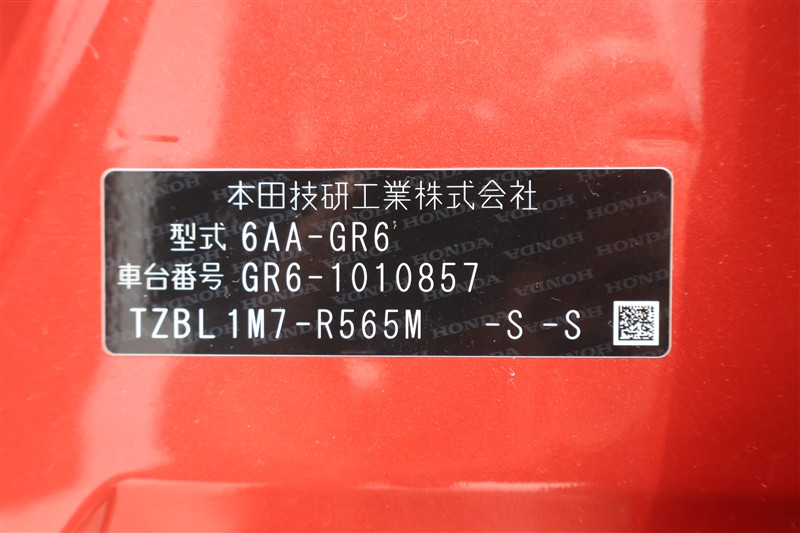 本田技研工業株式会社
型式 6AA-GR6
車台番号 GR6-1010857
TZBL1M7-R565M -S -S